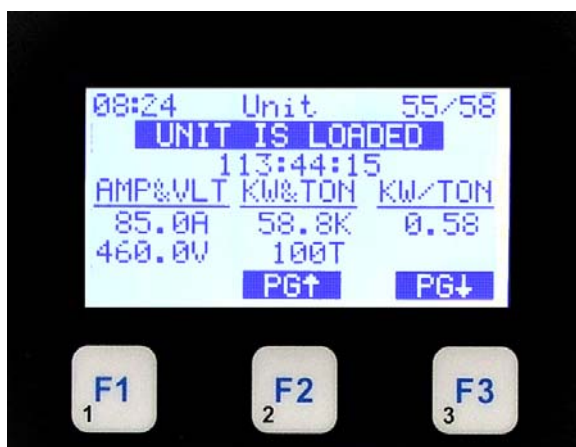 08:24 Unit 55/58
UNIT IS LOADED
113:44:15
AMP&VLT KW&TON KW/TON
85.0A 58.8K 0.58
460.0V 100T
PG↑ PG↓
F1 F2 F3
1 2 3